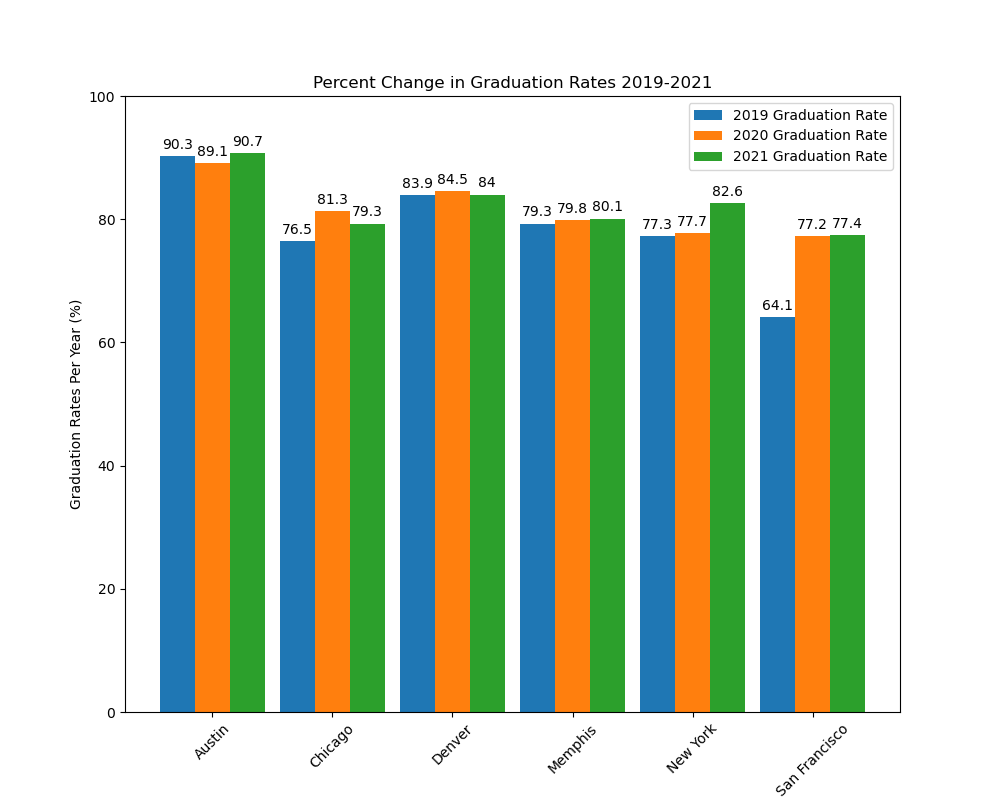 Percent Change in Graduation Rates 2019-2021
2019 Graduation Rate
2020 Graduation Rate
2021 Graduation Rate
Graduation Rates Per Year (%)
100
80
60
40
20
0
90.3 89.1 90.7
76.5 81.3 79.3
83.9 84.5 84
79.3 79.8 80.1
77.3 77.7 82.6
64.1 77.2 77.4
Austin
Chicago
Denver
Memphis
New York
San Francisco